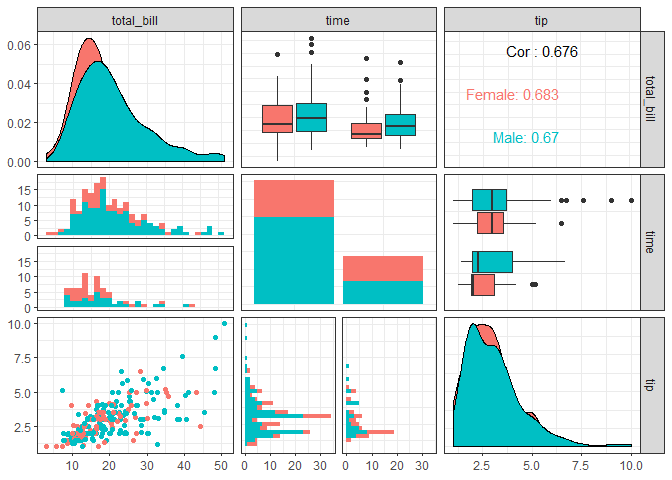 total_bill time tip
0.06
0.04
0.02
0.00
Cor : 0.676
Female: 0.683
Male: 0.67
total_bill
15
10
5
0
15
10
5
0
time
10.0
7.5
5.0
2.5
tip
10 20 30 40 50
0 10 20 30
0 10 20 30
2.5 5.0 7.5 10.0